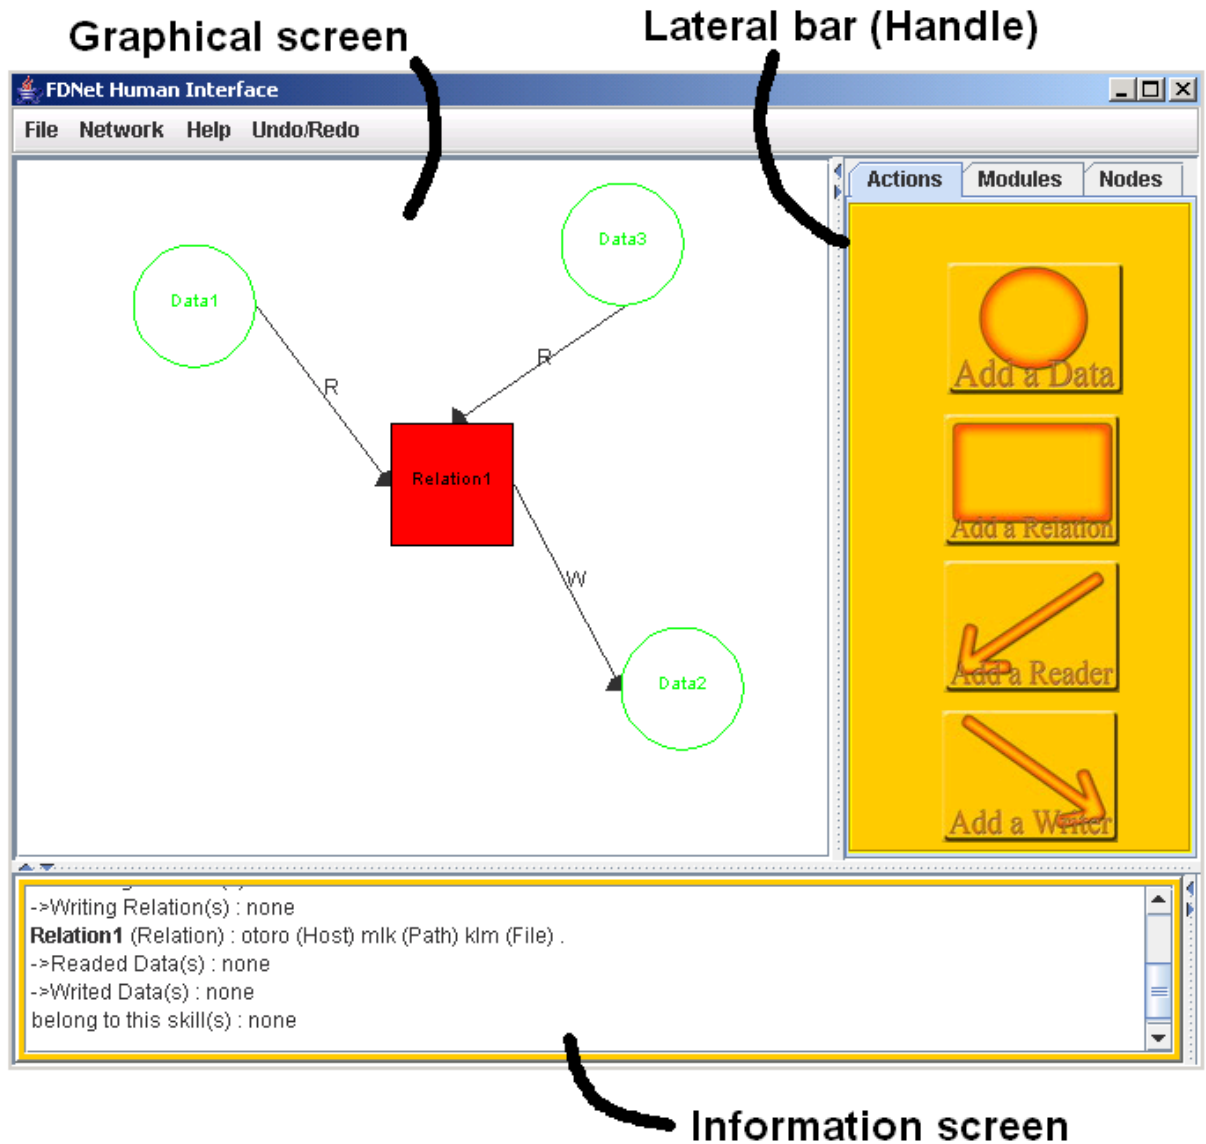 Graphical screen
Lateral bar (Handle)
FDNet Human Interface
File Network Help Undo/Redo
Actions Modules Nodes
Data3
Data1
R
R
Relation1
W
Data2
Add a Data
Add a Relation
Add a Reader
Add a Writer
->Writing Relation(s) : none
Relation1 (Relation) : otoro (Host) mlk (Path) klm (File) .
->Readed Data(s) : none
->Writed Data(s) : none
belong to this skill(s) : none
Information screen